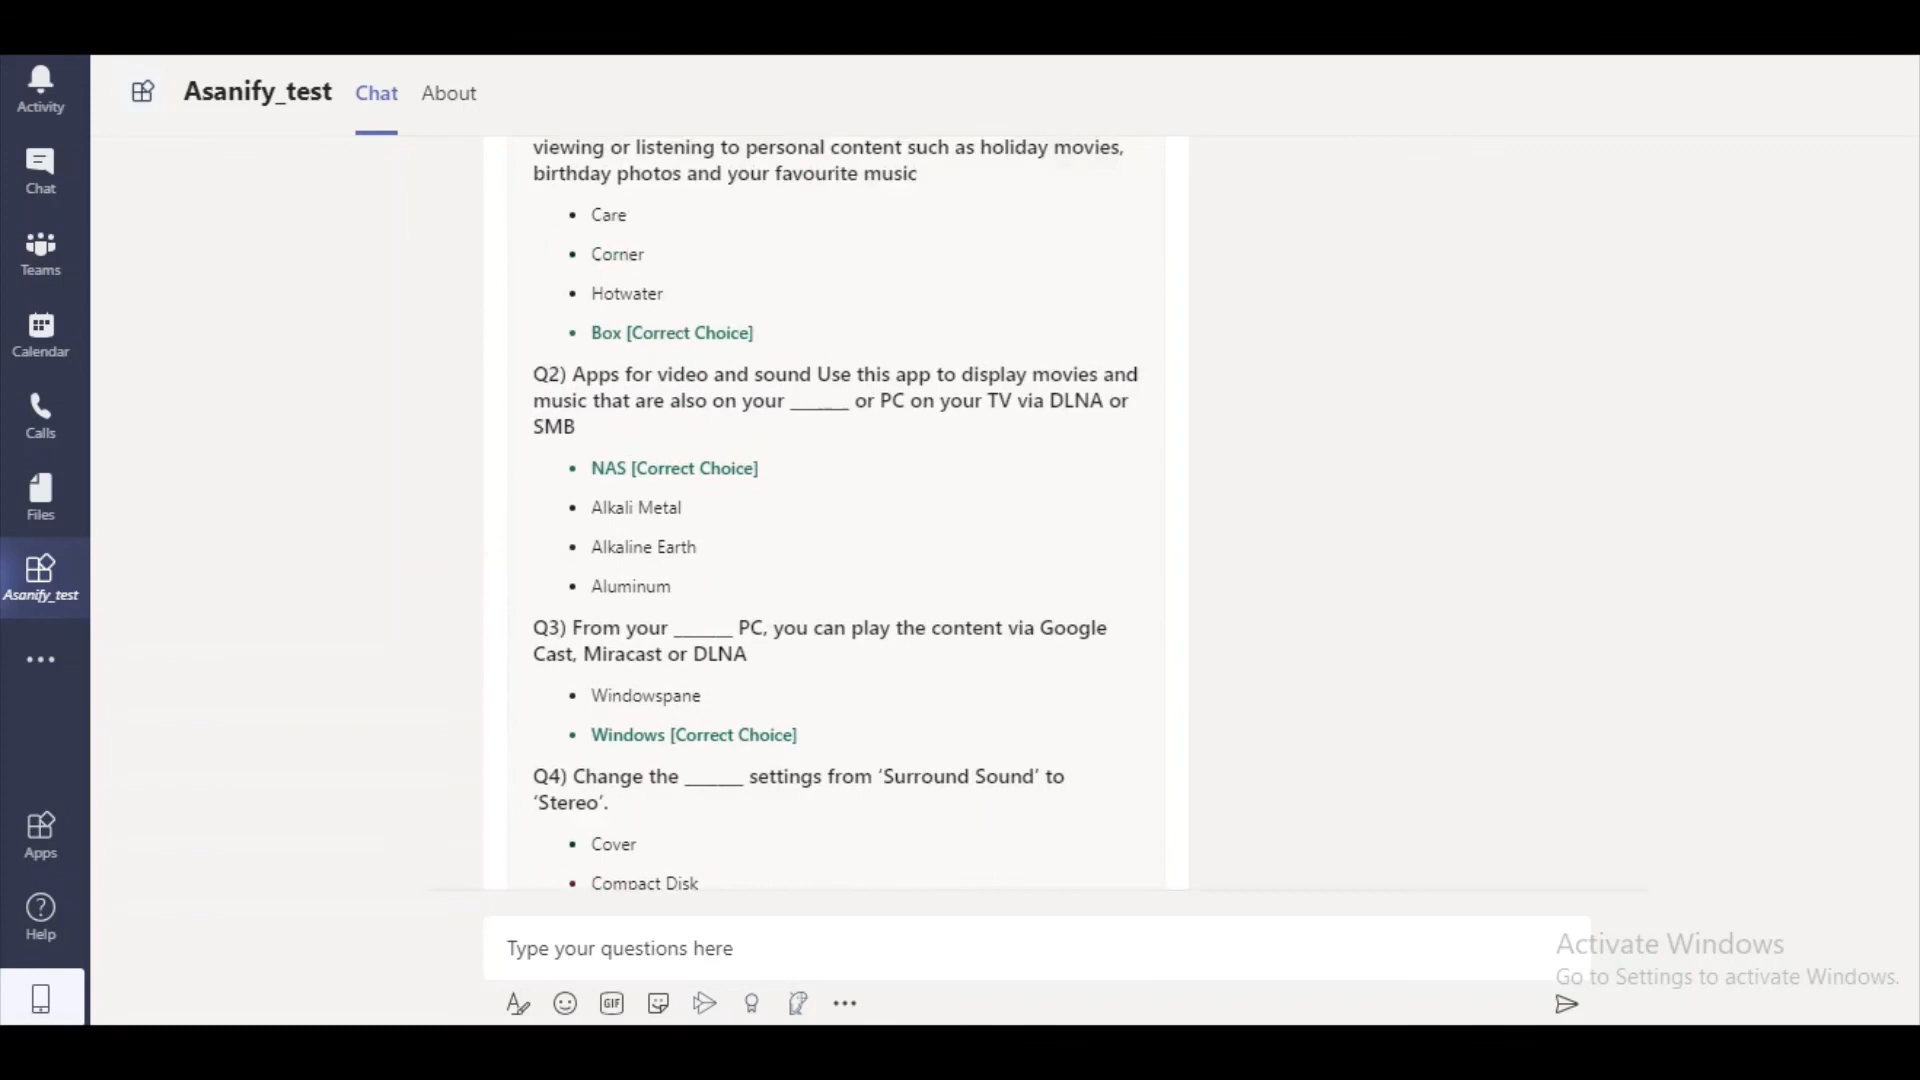 Activity
Chat
Teams
Calendar
Calls
Files
Asanify_test
Apps
Help
Asanify_test Chat About
viewing or listening to personal content such as holiday movies,
birthday photos and your favourite music
• Care
• Corner
• Hotwater
• Box [Correct Choice]
Q2) Apps for video and sound Use this app to display movies and
music that are also on your ______ or PC on your TV via DLNA or
SMB
• NAS [Correct Choice]
• Alkali Metal
• Alkaline Earth
• Aluminum
Q3) From your ______ PC, you can play the content via Google
Cast, Miracast or DLNA
• Windowspane
• Windows [Correct Choice]
Q4) Change the ______ settings from ‘Surround Sound’ to
‘Stereo’.
• Cover
• Compact Disk
Type your questions here
GIF
Activate Windows
Go to Settings to activate Windows.